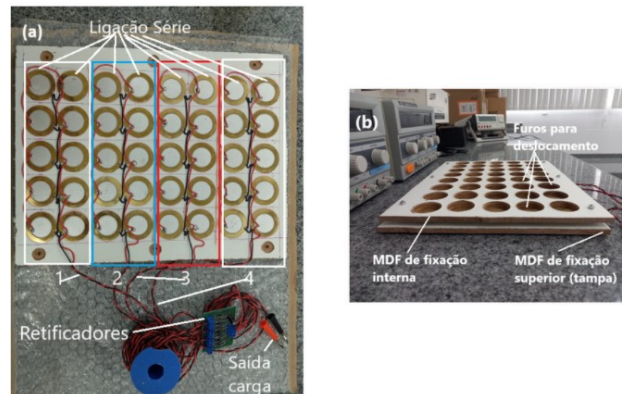 (a)
Ligação Série
1
2
3
4
Retificadores
Saída
carga
(b)
Furos para
deslocamento
MDF de fixação
interna
MDF de fixação
superior (tampa)